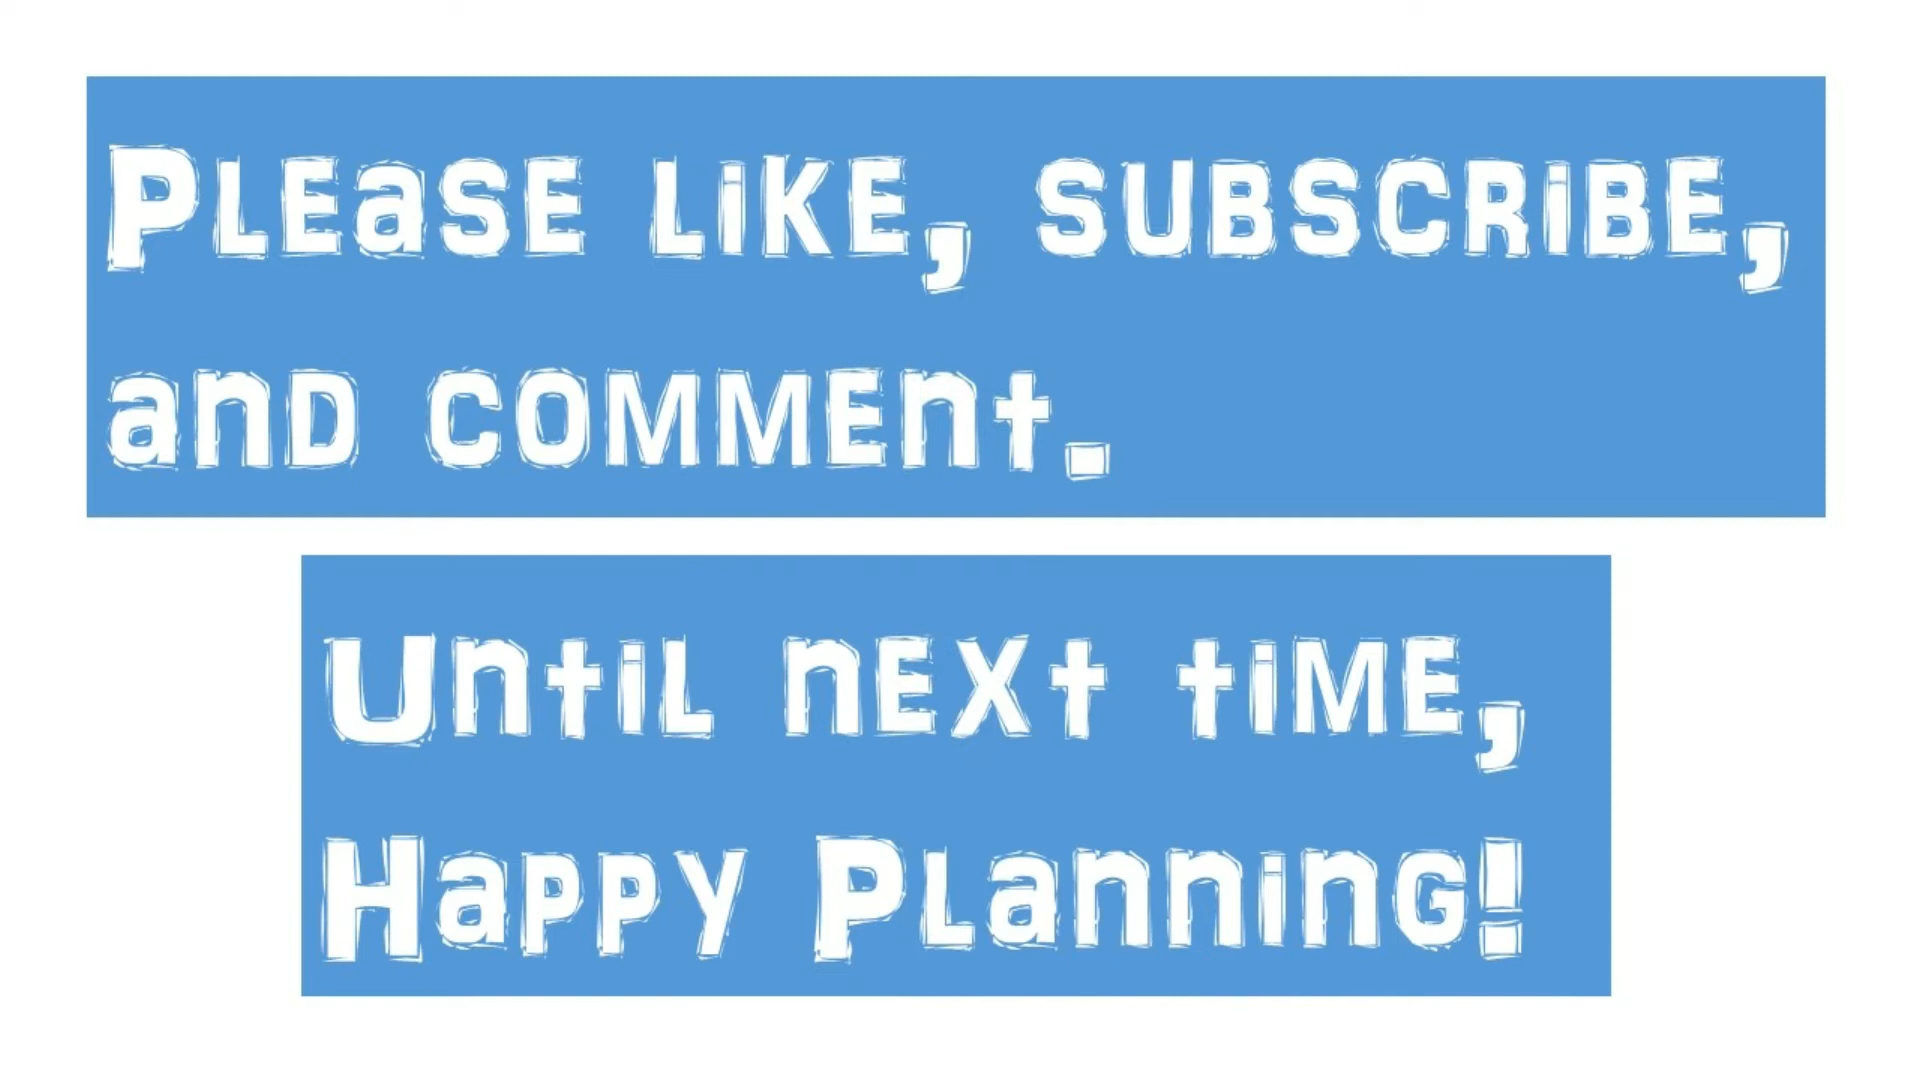 Please like, subscribe,
and comment.
Until next time,
Happy Planning!